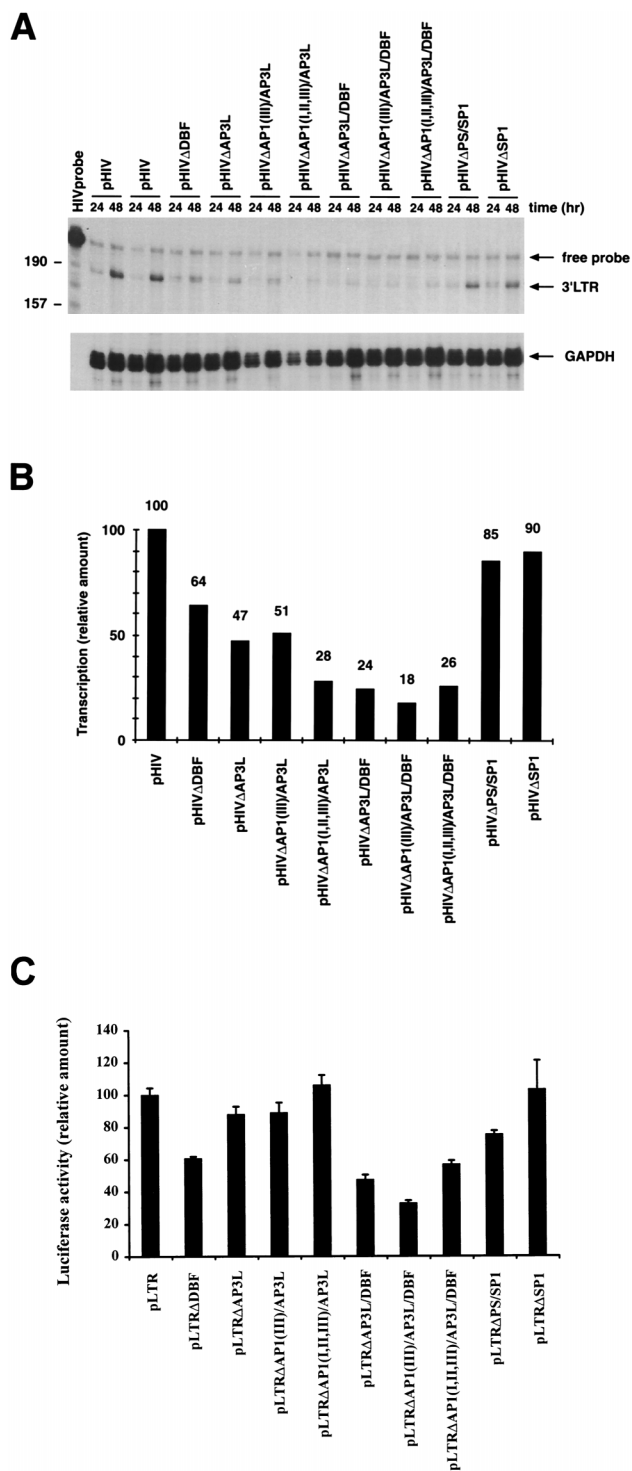 A
HIVprobe
pHIV
pHIV
pHIVΔDBF
pHIVΔAP3L
pHIVΔAP1(III)/AP3L
pHIVΔAP1(I,II,III)/AP3L
pHIVΔAP3L/DBF
pHIVΔAP1(III)/AP3L/DBF
pHIVΔAP1(I,II,III)/AP3L/DBF
pHIVΔPS/SP1
pHIVΔSP1
24 48 24 48 24 48 24 48 24 48 24 48 24 48 24 48 24 48 24 48 24 48 time (hr)
190 –
157 –
free probe
3'LTR
GAPDH
B
Transcription (relative amount)
100
50
0
100
64
47
51
28
24
18
26
85
90
pHIV
pHIVΔDBF
pHIVΔAP3L
pHIVΔAP1(III)/AP3L
pHIVΔAP1(I,II,III)/AP3L
pHIVΔAP3L/DBF
pHIVΔAP1(III)/AP3L/DBF
pHIVΔAP1(I,II,III)/AP3L/DBF
pHIVΔPS/SP1
pHIVΔSP1
C
Luciferase activity (relative amount)
140
120
100
80
60
40
20
0
pLTR
pLTRΔDBF
pLTRΔAP3L
pLTRΔAP1(III)/AP3L
pLTRΔAP1(I,II,III)/AP3L
pLTRΔAP3L/DBF
pLTRΔAP1(III)/AP3L/DBF
pLTRΔAP1(I,II,III)/AP3L/DBF
pLTRΔPS/SP1
pLTRΔSP1